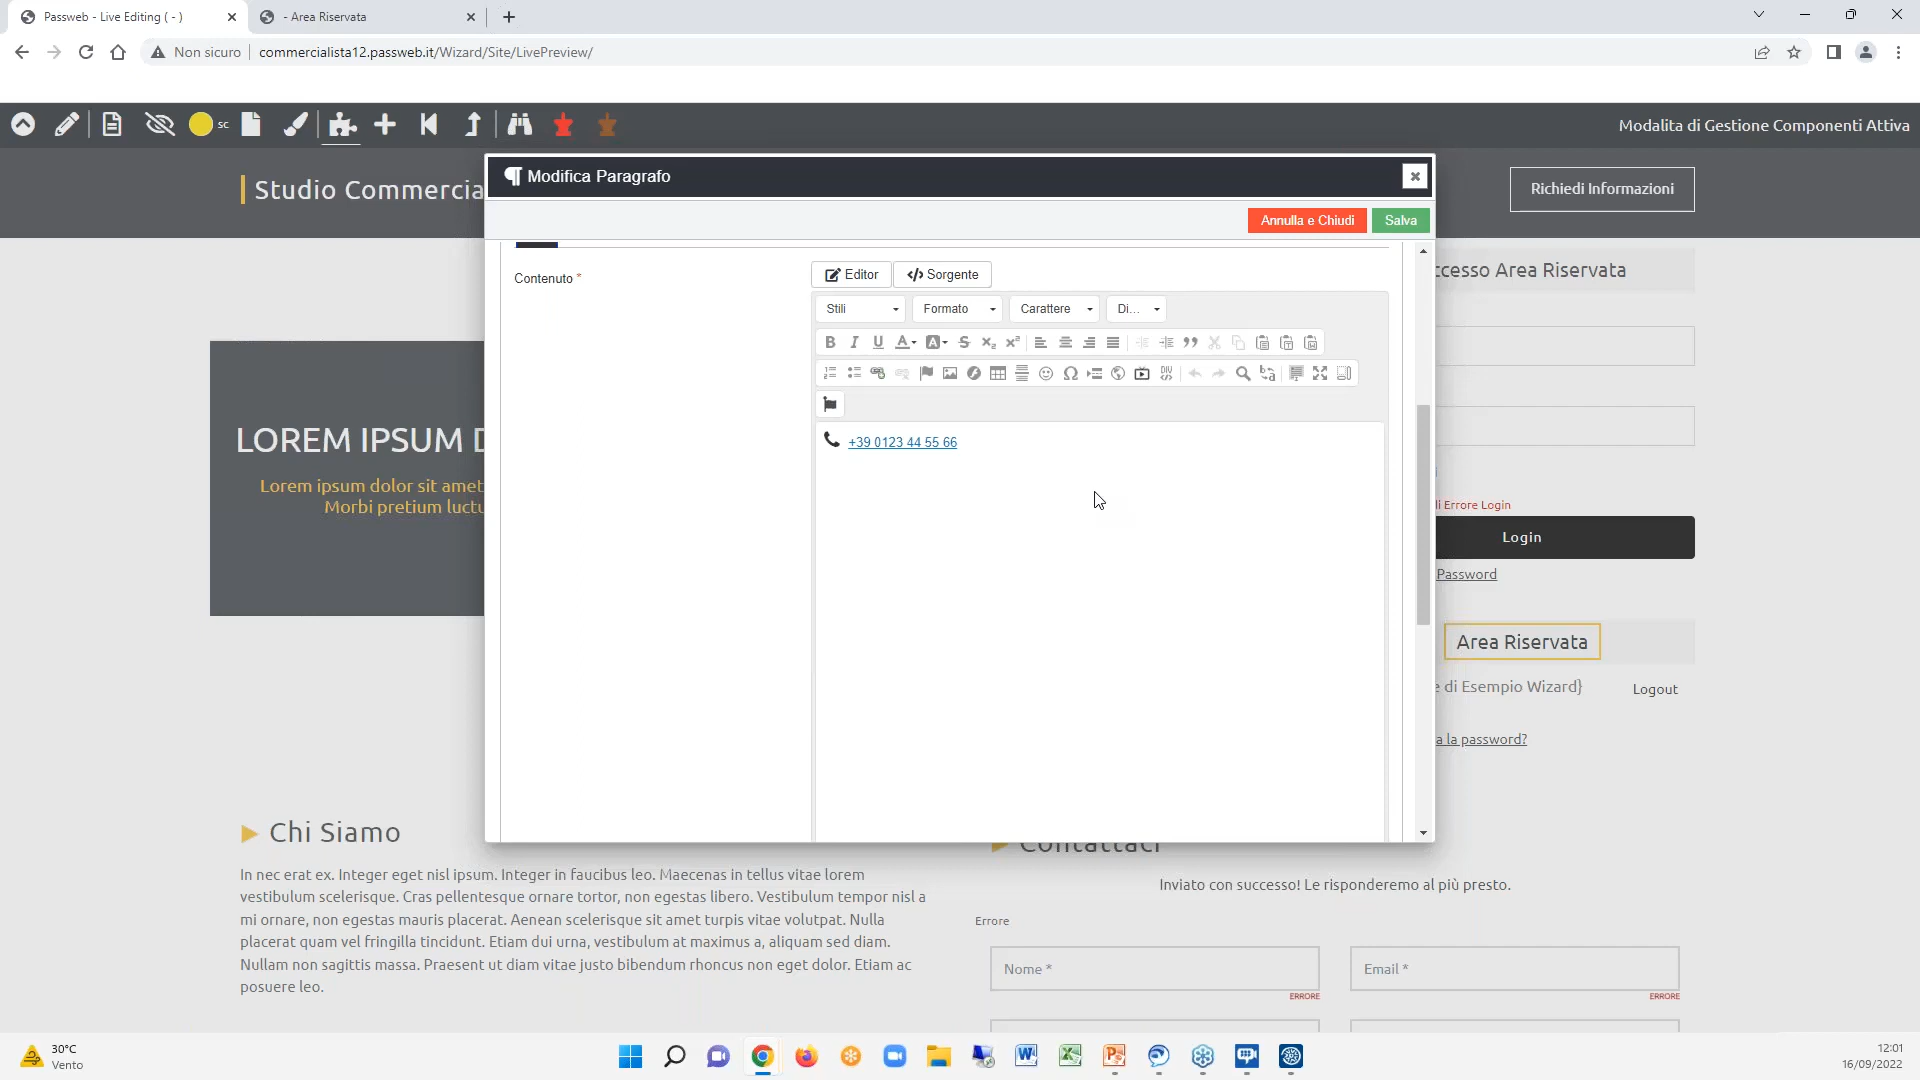 Passweb - Live Editing ( - )
- Area Riservata
Non sicuro
commercialista12.passweb.it/Wizard/Site/LivePreview/
sc
Modalita di Gestione Componenti Attiva
Studio Commercia
Richiedi Informazioni
Modifica Paragrafo
Annulla e Chiudi
Salva
Contenuto *
Editor
Sorgente
Stili
Formato
Carattere
Di...
+39 0123 44 55 66
ccesso Area Riservata
LOREM IPSUM D
Lorem ipsum dolor sit amet
Morbi pretium luctu
di Errore Login
Login
Password
Area Riservata
e di Esempio Wizard}
Logout
a la password?
Chi Siamo
In nec erat ex. Integer eget nisl ipsum. Integer in faucibus leo. Maecenas in tellus vitae lorem
vestibulum scelerisque. Cras pellentesque ornare tortor, non egestas libero. Vestibulum tempor nisl a
mi ornare, non egestas mauris placerat. Aenean scelerisque sit amet turpis vitae volutpat. Nulla
placerat quam vel fringilla tincidunt. Etiam dui urna, vestibulum at maximus a, aliquam sed diam.
Nullam non sagittis massa. Praesent ut diam vitae justo bibendum rhoncus non eget dolor. Etiam ac
posuere leo.
Contattaci
Inviato con successo! Le risponderemo al più presto.
Errore
Nome *
Email *
ERRORE
ERRORE
30°C
Vento
12:01
16/09/2022